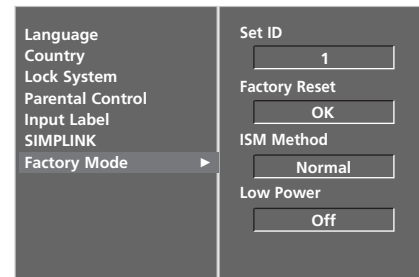 Language
Country
Lock System
Parental Control
Input Label
SIMPLINK
Factory Mode ►
Set ID
1
Factory Reset
OK
ISM Method
Normal
Low Power
Off